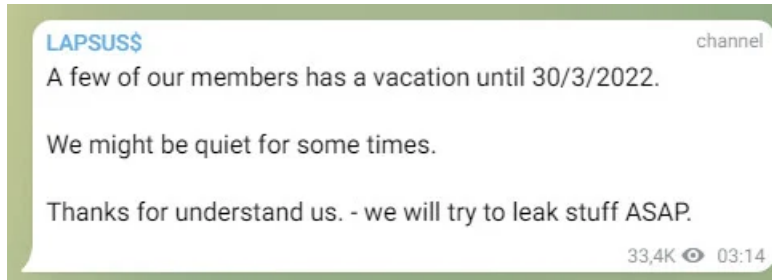 LAPSUS$
channel
A few of our members has a vacation until 30/3/2022.
We might be quiet for some times.
Thanks for understand us. - we will try to leak stuff ASAP.
33,4K 03:14